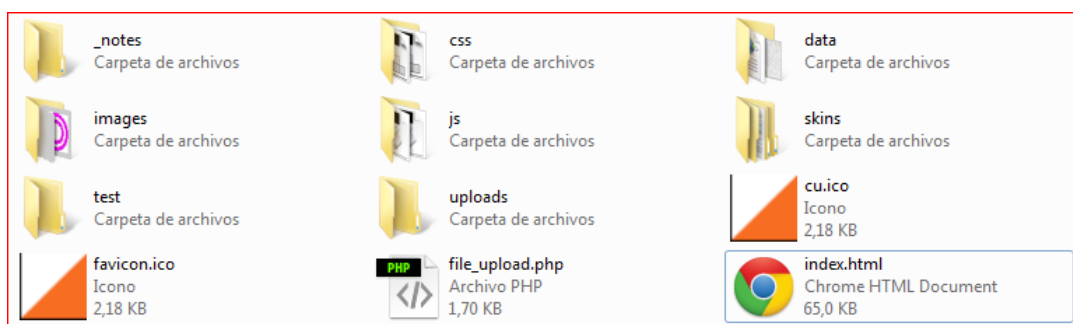 _notes
Carpeta de archivos
css
Carpeta de archivos
data
Carpeta de archivos
images
Carpeta de archivos
js
Carpeta de archivos
skins
Carpeta de archivos
test
Carpeta de archivos
uploads
Carpeta de archivos
cu.ico
Icono
2,18 KB
favicon.ico
Icono
2,18 KB
PHP
file_upload.php
Archivo PHP
1,70 KB
index.html
Chrome HTML Document
65,0 KB